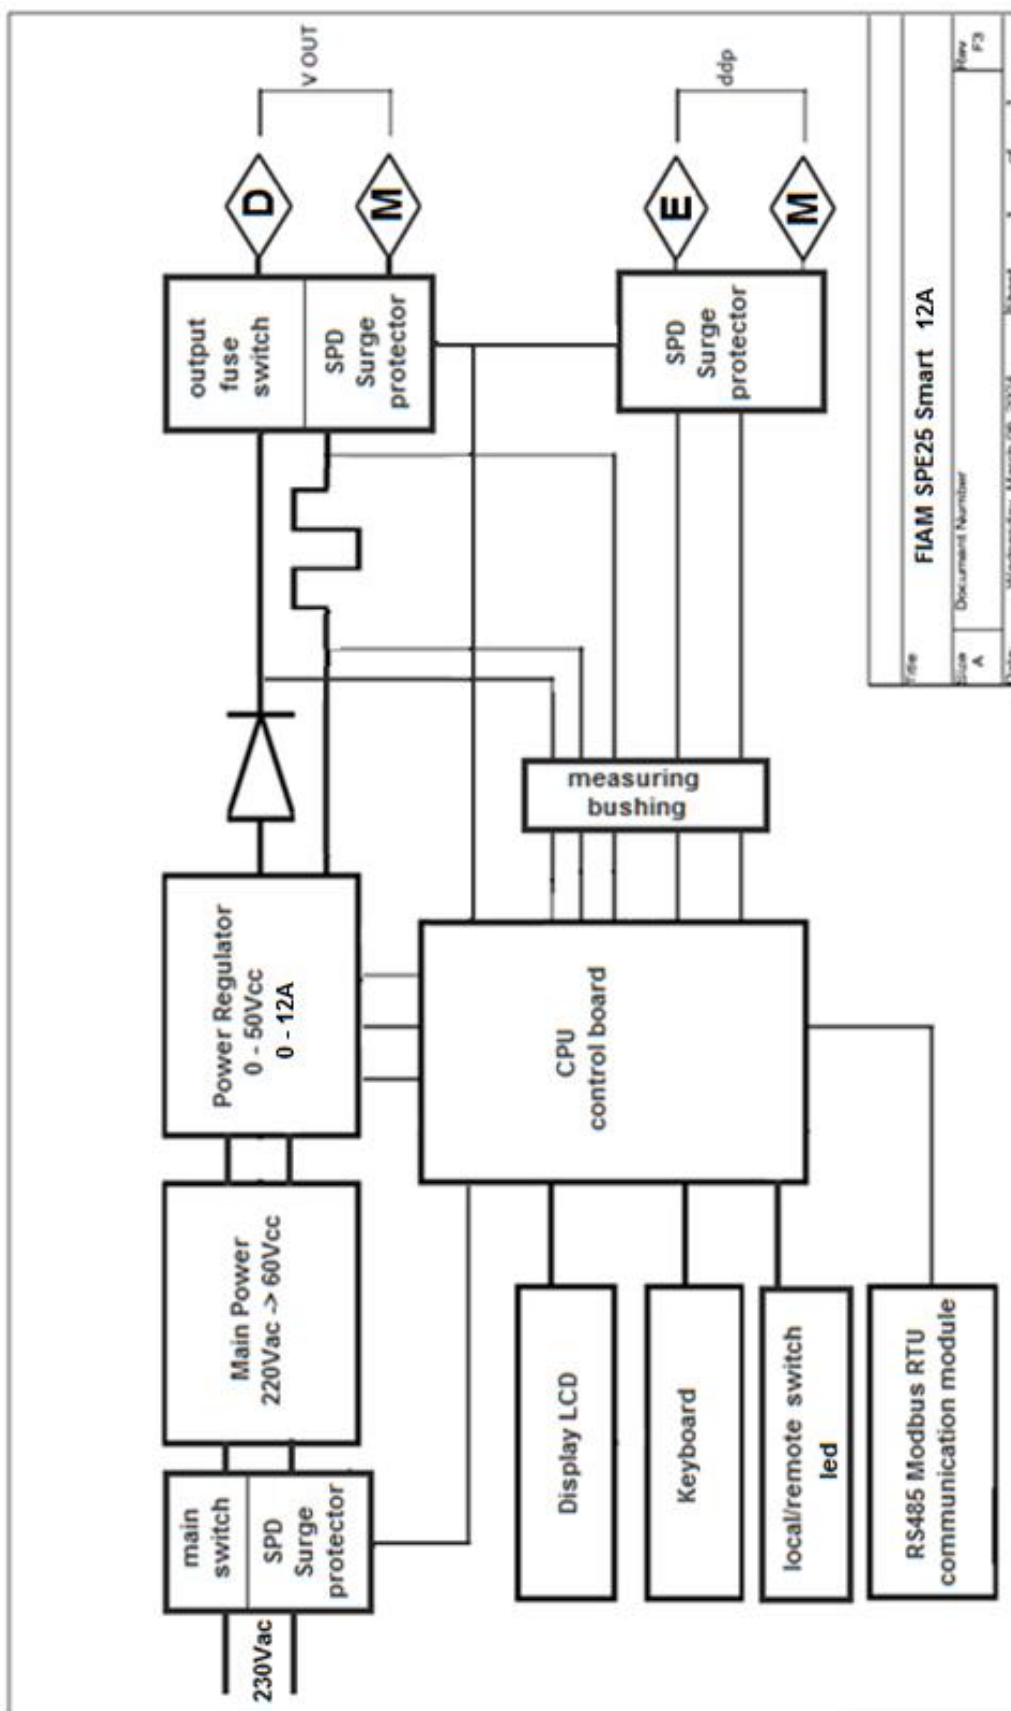 230Vac
main
switch
SPD
Surge
protector
Main Power
220Vac -> 60Vcc
Power Regulator
0 - 50Vcc
0 - 12A
output
fuse
switch
SPD
Surge
protector
D
M
V OUT
Display LCD
Keyboard
local/remote switch
led
RS485 Modbus RTU
communication module
CPU
control board
measuring
bushing
SPD
Surge
protector
E
M
ddp
Title
FIAM SPE25 Smart 12A
Size
A
Document Number
Rev
F3